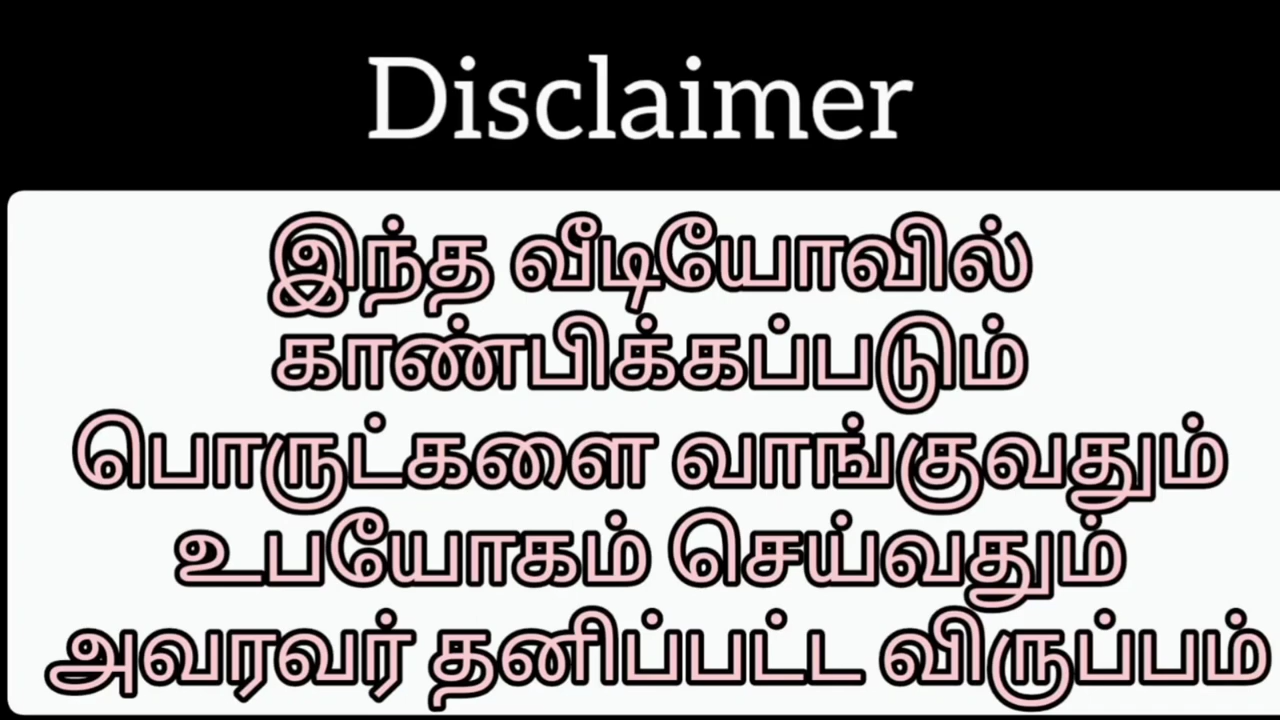 Disclaimer
இந்த வீடியோவில்
காண்பிக்கப்படும்
பொருட்களை வாங்குவதும்
உபயோகம் செய்வதும்
அவரவர் தனிப்பட்ட விருப்பம்